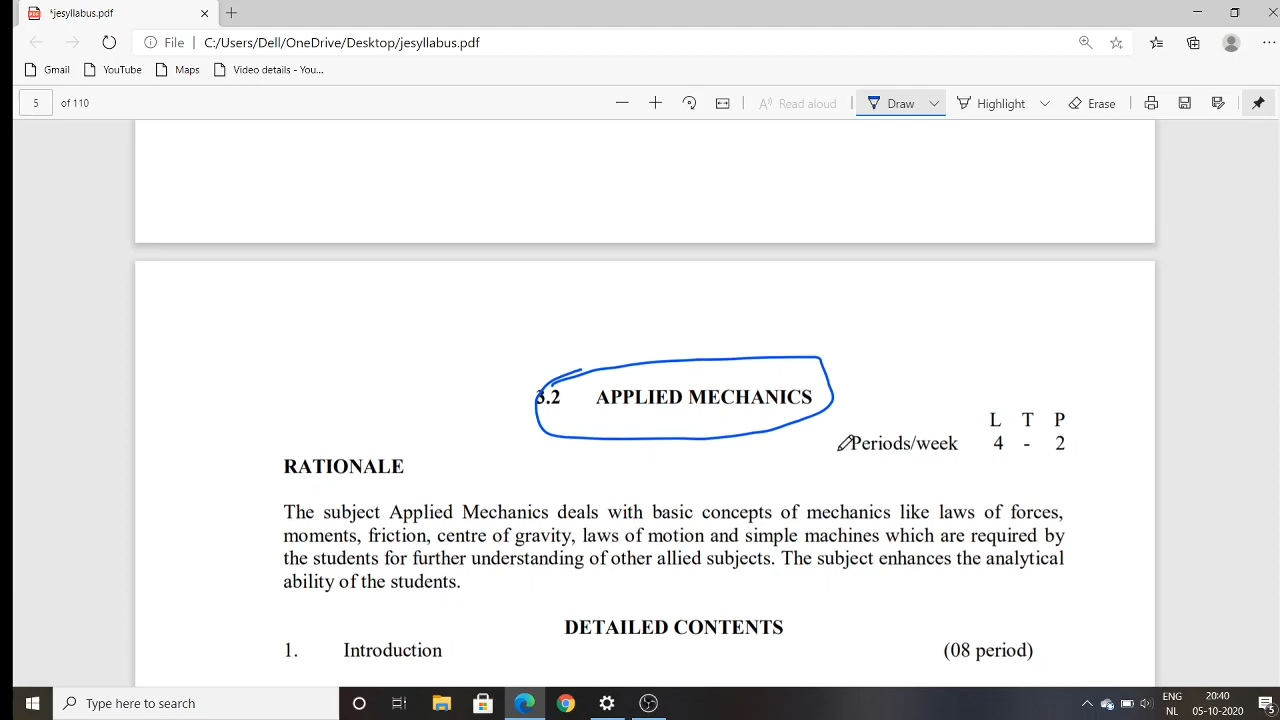 *jesyllabus.pdf
File | C:/Users/Dell/OneDrive/Desktop/jesyllabus.pdf
Gmail YouTube Maps Video details - You...
5 of 110 Read aloud Draw Highlight Erase
3.2 APPLIED MECHANICS
L T P
Periods/week 4 - 2
RATIONALE
The subject Applied Mechanics deals with basic concepts of mechanics like laws of forces,
moments, friction, centre of gravity, laws of motion and simple machines which are required by
the students for further understanding of other allied subjects. The subject enhances the analytical
ability of the students.
DETAILED CONTENTS
1. Introduction (08 period)
Type here to search
ENG 20:40
NL 05-10-2020 5